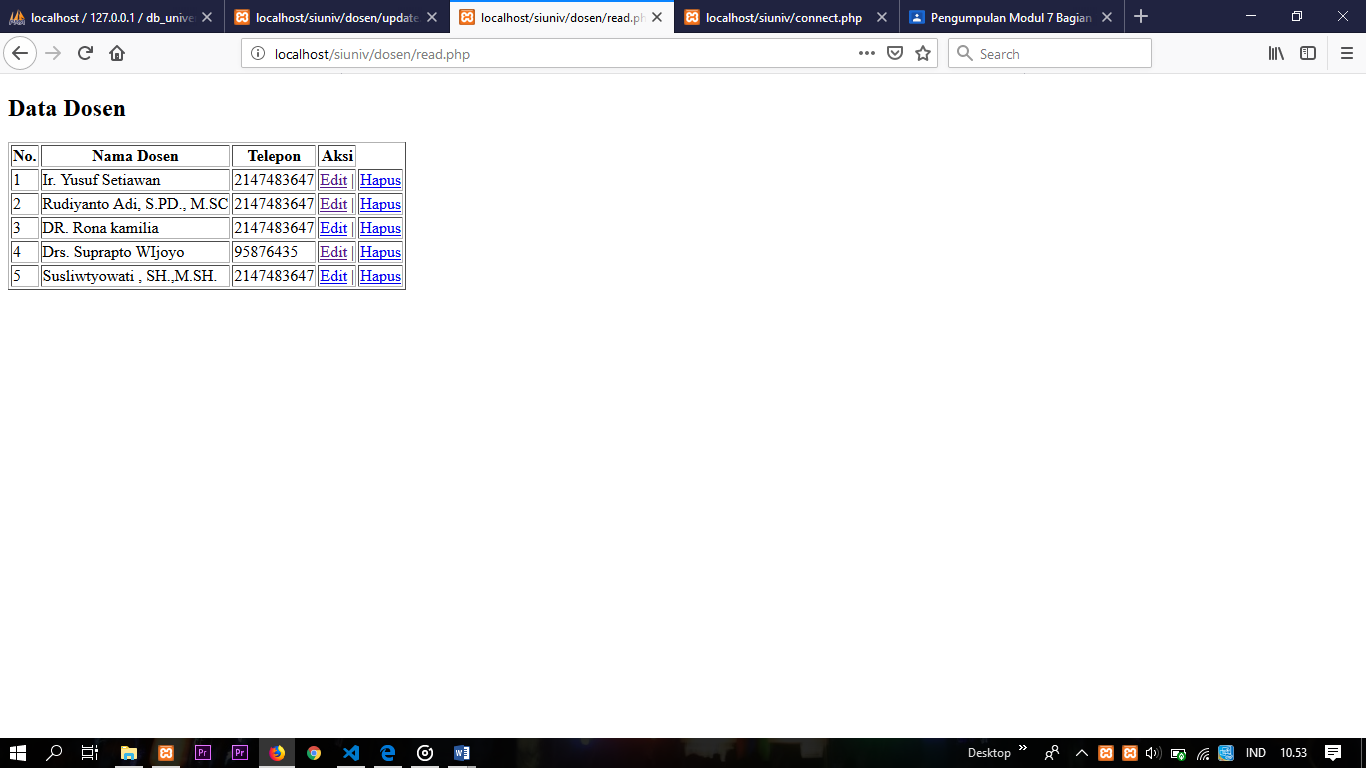 localhost / 127.0.0.1 / db_unive
localhost/siuniv/dosen/update.
localhost/siuniv/dosen/read.ph
localhost/siuniv/connect.php
Pengumpulan Modul 7 Bagian
localhost/siuniv/dosen/read.php
Search
Data Dosen
No. Nama Dosen Telepon Aksi
1 Ir. Yusuf Setiawan 2147483647 Edit | Hapus
2 Rudiyanto Adi, S.PD., M.SC 2147483647 Edit | Hapus
3 DR. Rona kamilia 2147483647 Edit | Hapus
4 Drs. Suprapto WIjoyo 95876435 Edit | Hapus
5 Susliwtyowati , SH.,M.SH. 2147483647 Edit | Hapus
Pr Pr Desktop » IND 10.53